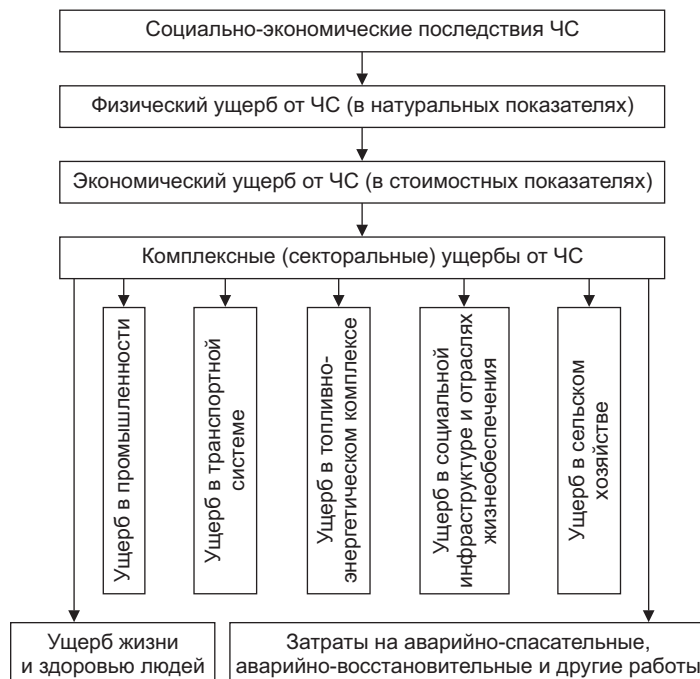 Социально-экономические последствия ЧС
Физический ущерб от ЧС (в натуральных показателях)
Экономический ущерб от ЧС (в стоимостных показателях)
Комплексные (секторальные) ущербы от ЧС
Ущерб в промышленности
Ущерб в транспортной
системе
Ущерб в топливно-
энергетическом комплексе
Ущерб в социальной
инфраструктуре и отраслях
жизнеобеспечения
Ущерб в сельском
хозяйстве
Ущерб жизни
и здоровью людей
Затраты на аварийно-спасательные,
аварийно-восстановительные и другие работы